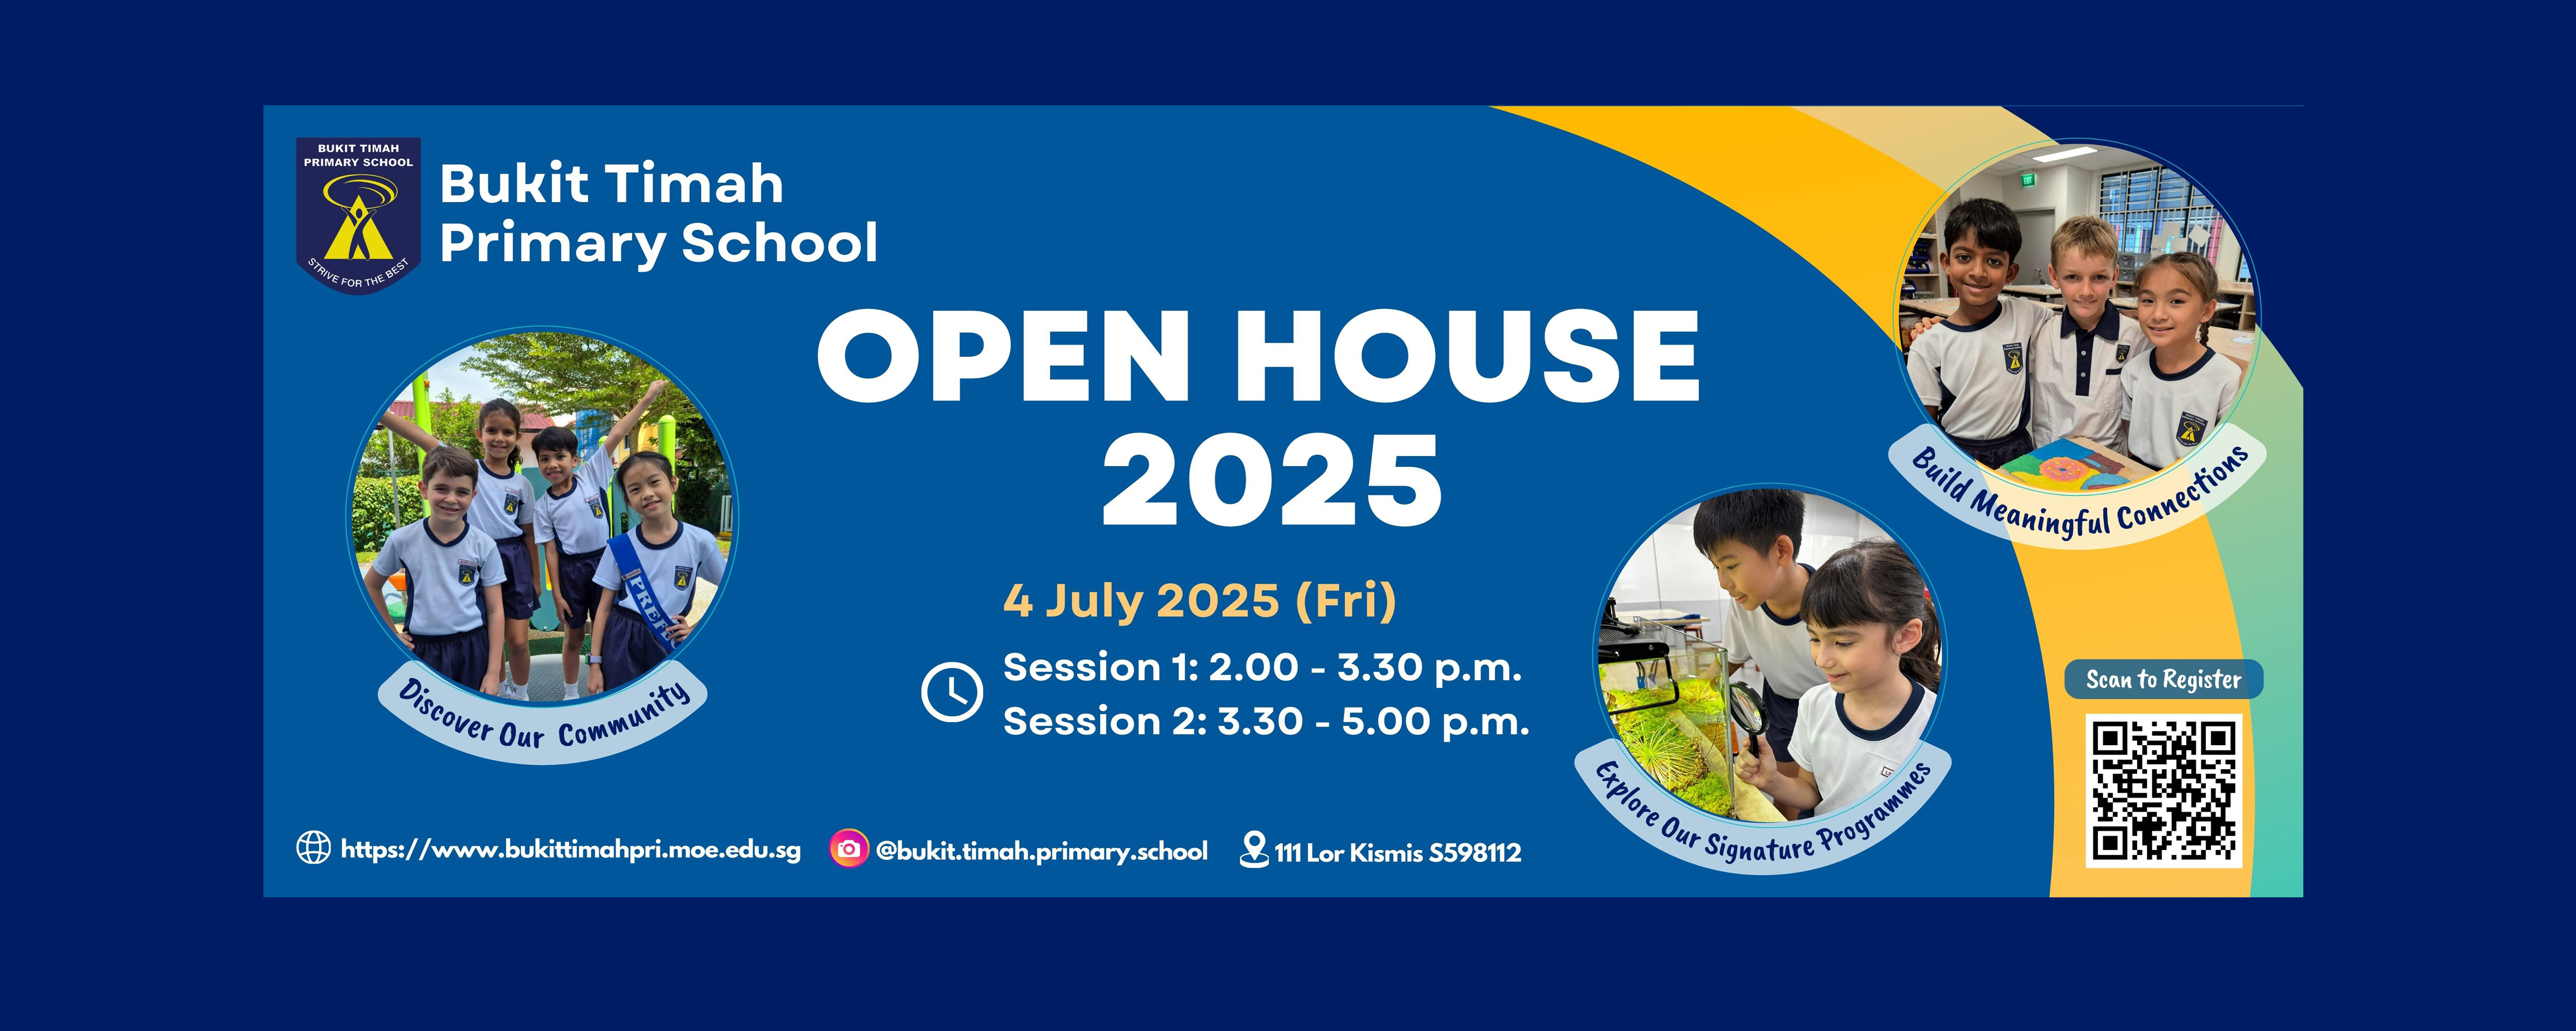 BUKIT TIMAH
PRIMARY SCHOOL
STRIVE FOR THE BEST
Bukit Timah
Primary School
OPEN HOUSE
2025
4 July 2025 (Fri)
Session 1: 2.00 - 3.30 p.m.
Session 2: 3.30 - 5.00 p.m.
Discover Our Community
Build Meaningful Connections
Explore Our Signature Programmes
Scan to Register
https://www.bukittimahpri.moe.edu.sg
@bukit.timah.primary.school
111 Lor Kismis S598112